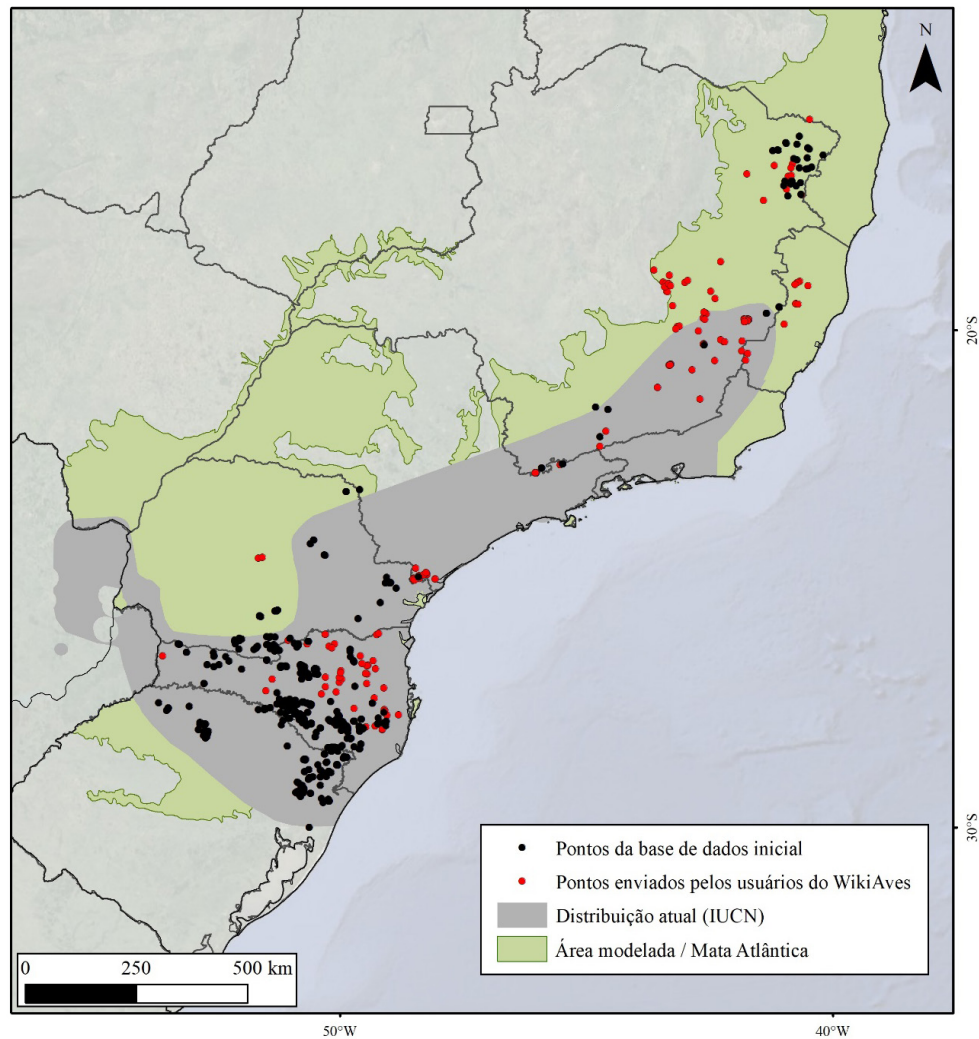 N
20°S
30°S
Pontos da base de dados inicial
Pontos enviados pelos usuários do WikiAves
Distribuição atual (IUCN)
Área modelada / Mata Atlântica
0 250 500 km
50°W 40°W